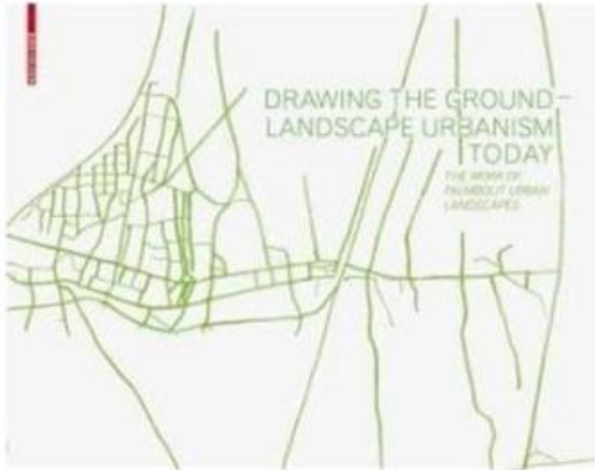 DRAWING THE GROUND –
LANDSCAPE URBANISM
TODAY
THE WORK OF
PALMBOUT URBAN
LANDSCAPES